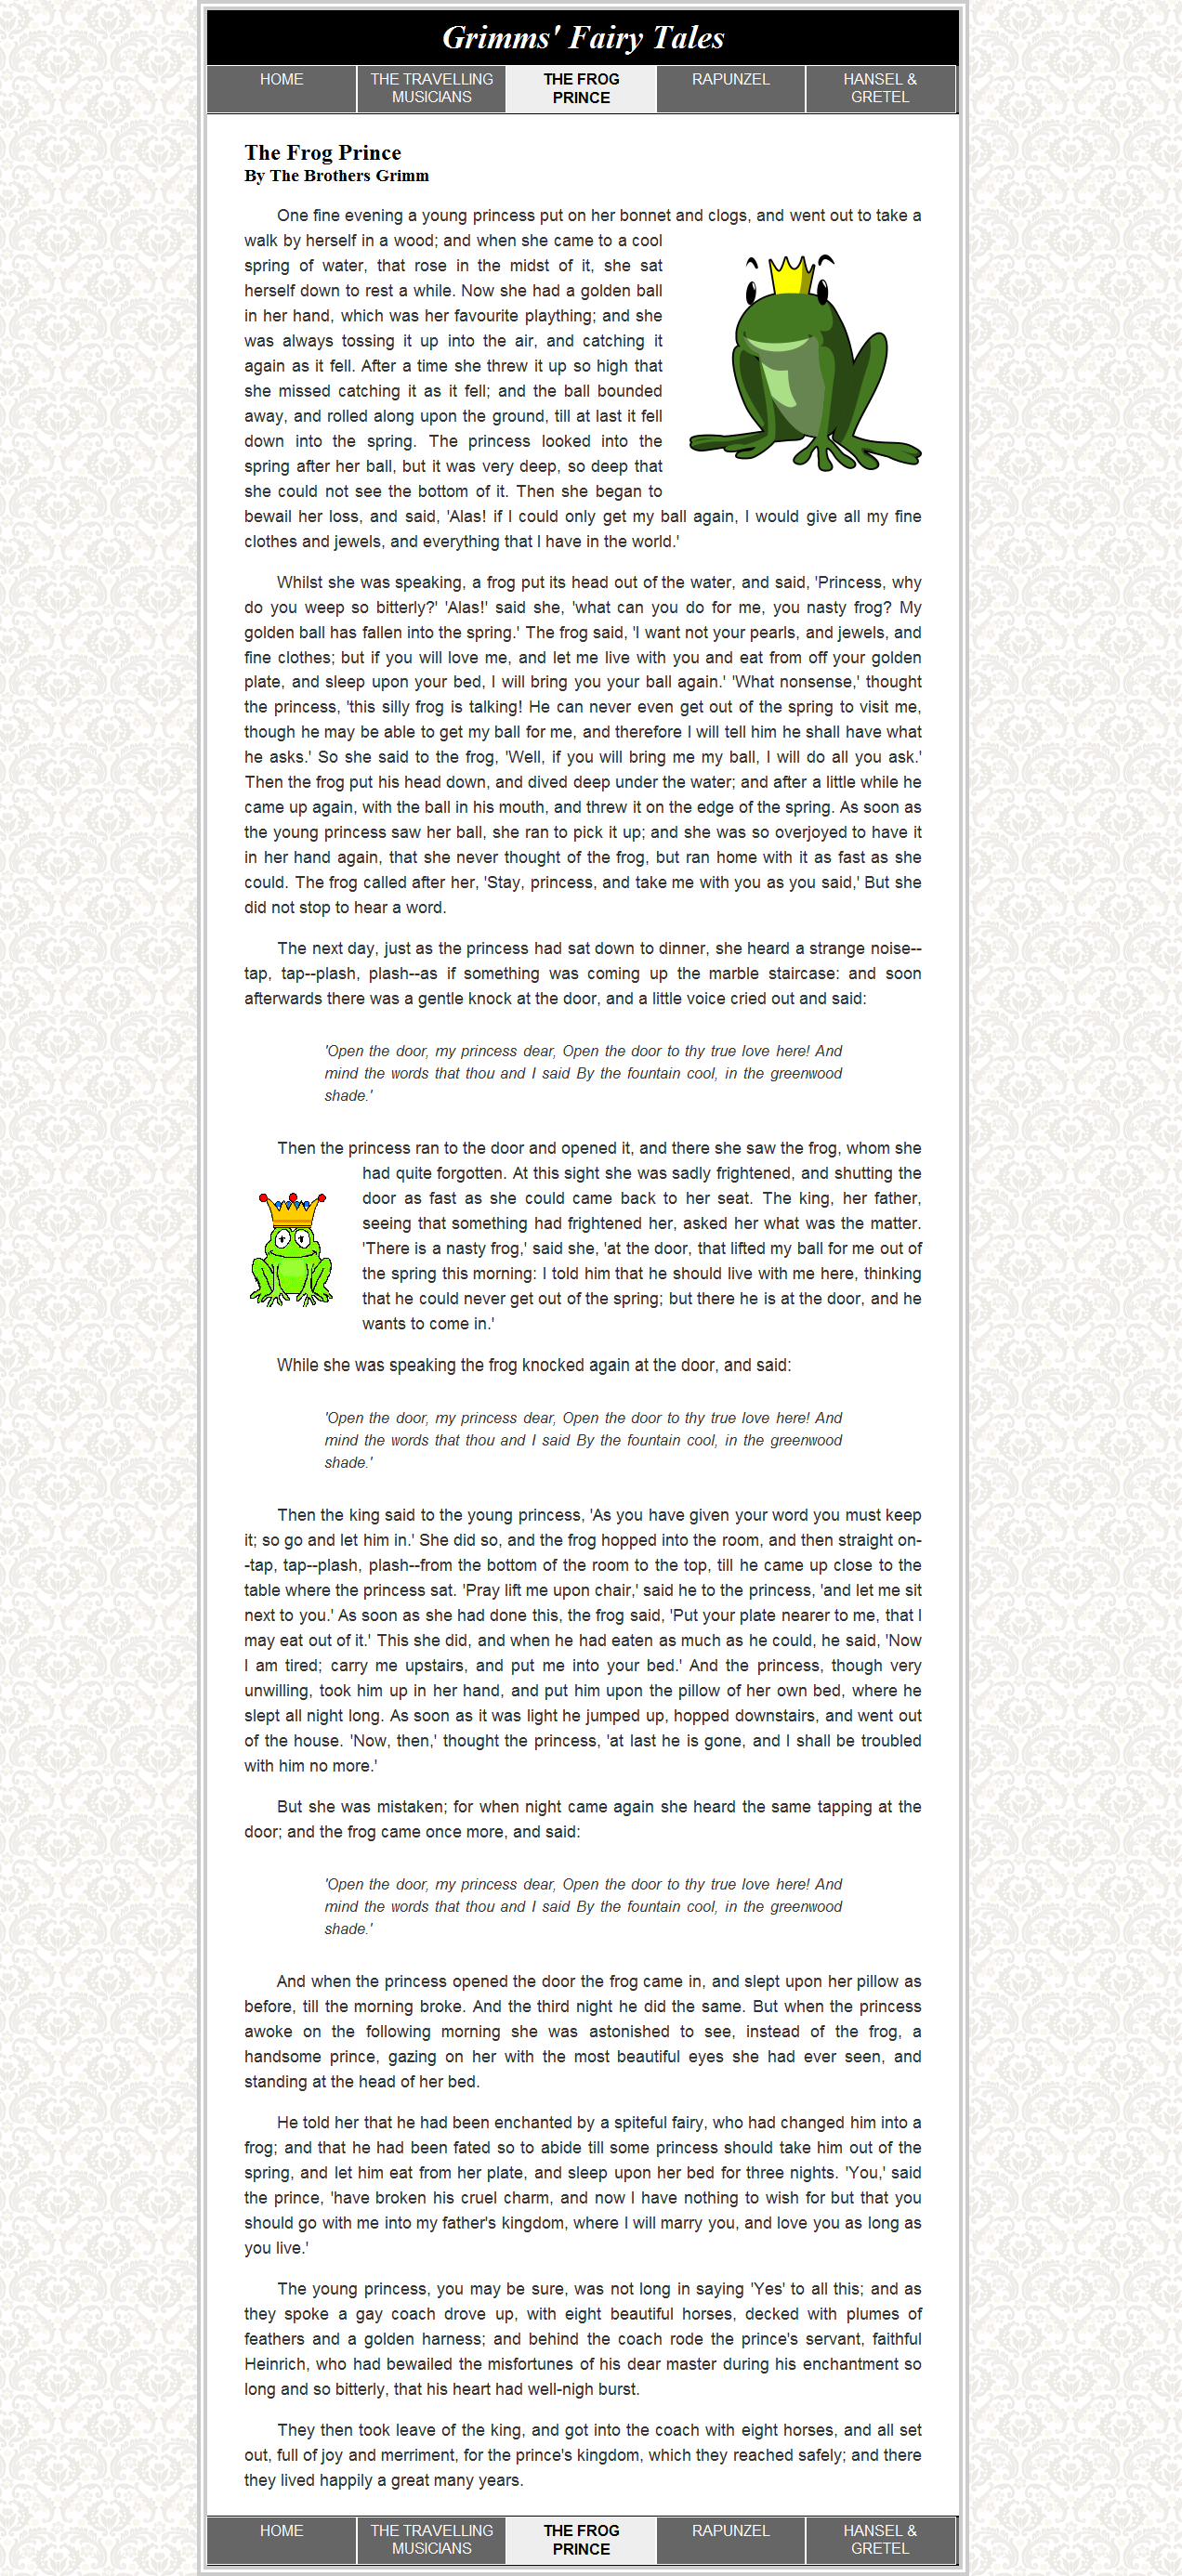 Grimms' Fairy Tales
HOME
THE TRAVELLING
MUSICIANS
THE FROG
PRINCE
RAPUNZEL
HANSEL &
GRETEL
The Frog Prince
By The Brothers Grimm
One fine evening a young princess put on her bonnet and clogs, and went out to take a
walk by herself in a wood; and when she came to a cool
spring of water, that rose in the midst of it, she sat
herself down to rest a while. Now she had a golden ball
in her hand, which was her favourite plaything; and she
was always tossing it up into the air, and catching it
again as it fell. After a time she threw it up so high that
she missed catching it as it fell; and the ball bounded
away, and rolled along upon the ground, till at last it fell
down into the spring. The princess looked into the
spring after her ball, but it was very deep, so deep that
she could not see the bottom of it. Then she began to
bewail her loss, and said, 'Alas! if I could only get my ball again, I would give all my fine
clothes and jewels, and everything that I have in the world.'
Whilst she was speaking, a frog put its head out of the water, and said, 'Princess, why
do you weep so bitterly?' 'Alas!' said she, 'what can you do for me, you nasty frog? My
golden ball has fallen into the spring.' The frog said, 'I want not your pearls, and jewels, and
fine clothes; but if you will love me, and let me live with you and eat from off your golden
plate, and sleep upon your bed, I will bring you your ball again.' 'What nonsense,' thought
the princess, 'this silly frog is talking! He can never even get out of the spring to visit me,
though he may be able to get my ball for me, and therefore I will tell him he shall have what
he asks.' So she said to the frog, 'Well, if you will bring me my ball, I will do all you ask.'
Then the frog put his head down, and dived deep under the water; and after a little while he
came up again, with the ball in his mouth, and threw it on the edge of the spring. As soon as
the young princess saw her ball, she ran to pick it up; and she was so overjoyed to have it
in her hand again, that she never thought of the frog, but ran home with it as fast as she
could. The frog called after her, 'Stay, princess, and take me with you as you said,' But she
did not stop to hear a word.
The next day, just as the princess had sat down to dinner, she heard a strange noise--
tap, tap--plash, plash--as if something was coming up the marble staircase: and soon
afterwards there was a gentle knock at the door, and a little voice cried out and said:
'Open the door, my princess dear, Open the door to thy true love here! And
mind the words that thou and I said By the fountain cool, in the greenwood
shade.'
Then the princess ran to the door and opened it, and there she saw the frog, whom she
had quite forgotten. At this sight she was sadly frightened, and shutting the
door as fast as she could came back to her seat. The king, her father,
seeing that something had frightened her, asked her what was the matter.
'There is a nasty frog,' said she, 'at the door, that lifted my ball for me out of
the spring this morning: I told him that he should live with me here, thinking
that he could never get out of the spring; but there he is at the door, and he
wants to come in.'
While she was speaking the frog knocked again at the door, and said:
'Open the door, my princess dear, Open the door to thy true love here! And
mind the words that thou and I said By the fountain cool, in the greenwood
shade.'
Then the king said to the young princess, 'As you have given your word you must keep
it; so go and let him in.' She did so, and the frog hopped into the room, and then straight on-
-tap, tap--plash, plash--from the bottom of the room to the top, till he came up close to the
table where the princess sat. 'Pray lift me upon chair,' said he to the princess, 'and let me sit
next to you.' As soon as she had done this, the frog said, 'Put your plate nearer to me, that I
may eat out of it.' This she did, and when he had eaten as much as he could, he said, 'Now
I am tired; carry me upstairs, and put me into your bed.' And the princess, though very
unwilling, took him up in her hand, and put him upon the pillow of her own bed, where he
slept all night long. As soon as it was light he jumped up, hopped downstairs, and went out
of the house. 'Now, then,' thought the princess, 'at last he is gone, and I shall be troubled
with him no more.'
But she was mistaken; for when night came again she heard the same tapping at the
door; and the frog came once more, and said:
'Open the door, my princess dear, Open the door to thy true love here! And
mind the words that thou and I said By the fountain cool, in the greenwood
shade.'
And when the princess opened the door the frog came in, and slept upon her pillow as
before, till the morning broke. And the third night he did the same. But when the princess
awoke on the following morning she was astonished to see, instead of the frog, a
handsome prince, gazing on her with the most beautiful eyes she had ever seen, and
standing at the head of her bed.
He told her that he had been enchanted by a spiteful fairy, who had changed him into a
frog; and that he had been fated so to abide till some princess should take him out of the
spring, and let him eat from her plate, and sleep upon her bed for three nights. 'You,' said
the prince, 'have broken his cruel charm, and now I have nothing to wish for but that you
should go with me into my father's kingdom, where I will marry you, and love you as long as
you live.'
The young princess, you may be sure, was not long in saying 'Yes' to all this; and as
they spoke a gay coach drove up, with eight beautiful horses, decked with plumes of
feathers and a golden harness; and behind the coach rode the prince's servant, faithful
Heinrich, who had bewailed the misfortunes of his dear master during his enchantment so
long and so bitterly, that his heart had well-nigh burst.
They then took leave of the king, and got into the coach with eight horses, and all set
out, full of joy and merriment, for the prince's kingdom, which they reached safely; and there
they lived happily a great many years.
HOME
THE TRAVELLING
MUSICIANS
THE FROG
PRINCE
RAPUNZEL
HANSEL &
GRETEL